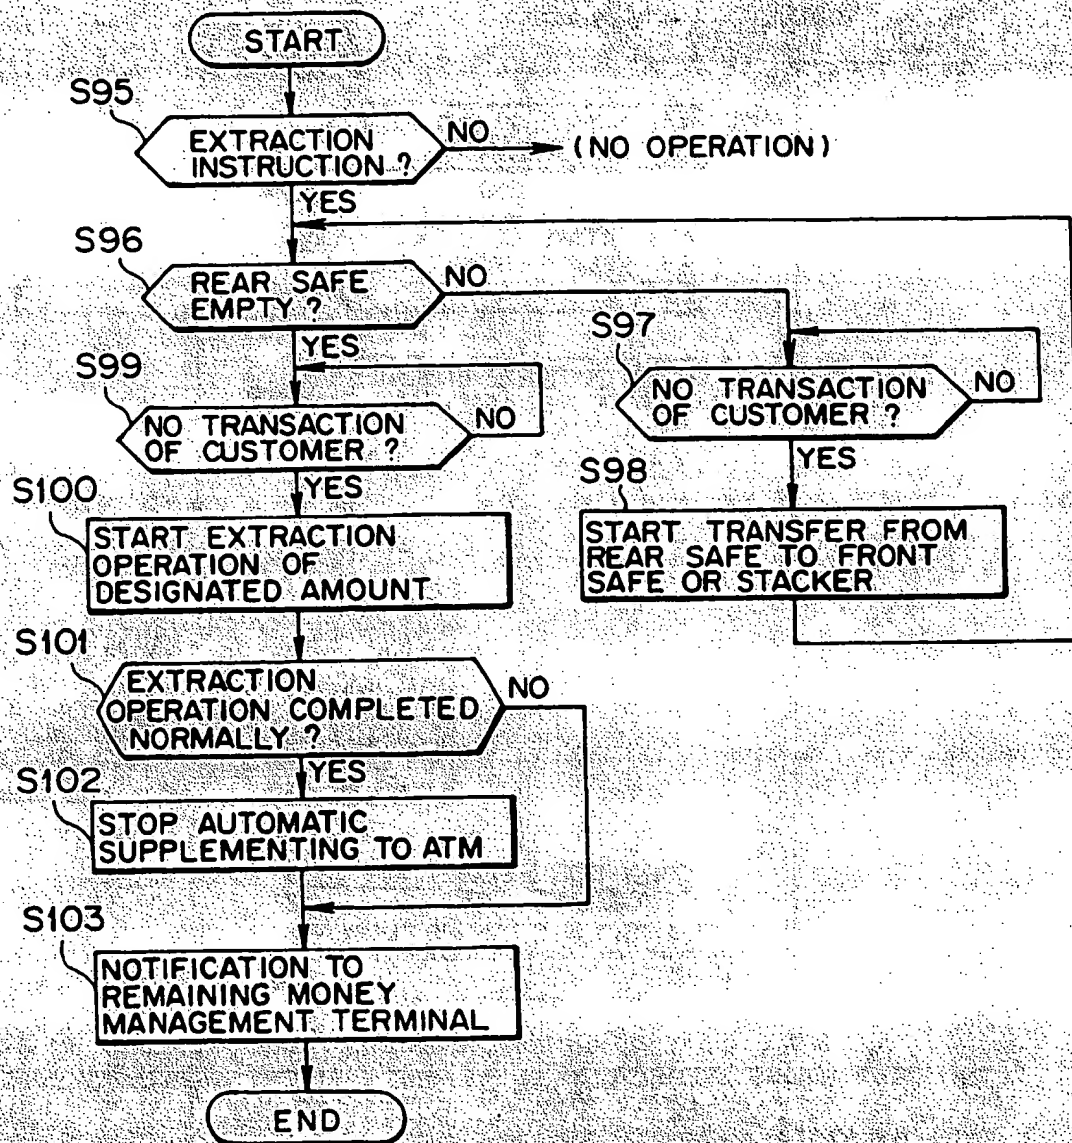 START
S95
EXTRACTION
INSTRUCTION ?
NO
(NO OPERATION)
YES
S96
REAR SAFE
EMPTY ?
NO
YES
S97
NO TRANSACTION
OF CUSTOMER ?
NO
YES
S98
START TRANSFER FROM
REAR SAFE TO FRONT
SAFE OR STACKER
S99
NO TRANSACTION
OF CUSTOMER ?
NO
YES
S100
START EXTRACTION
OPERATION OF
DESIGNATED AMOUNT
S101
EXTRACTION
OPERATION COMPLETED
NORMALLY ?
NO
YES
S102
STOP AUTOMATIC
SUPPLEMENTING TO ATM
S103
NOTIFICATION TO
REMAINING MONEY
MANAGEMENT TERMINAL
END